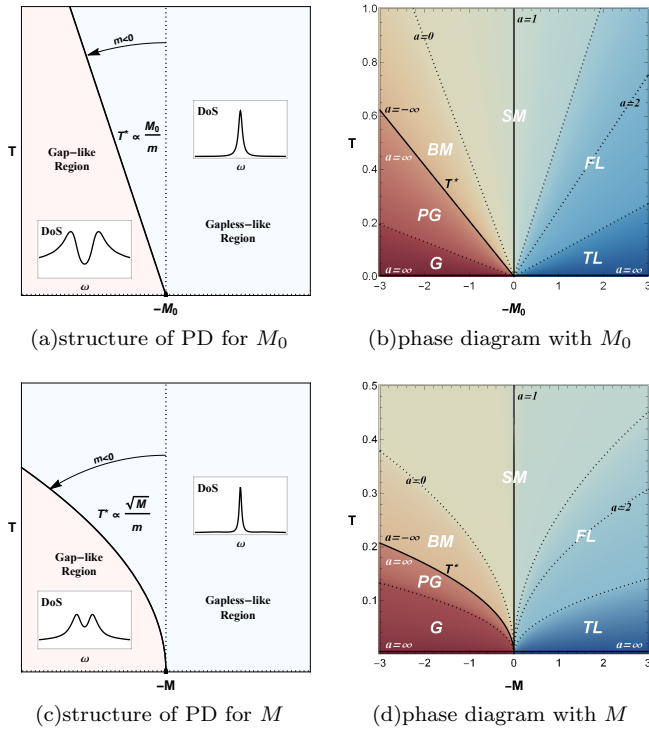 m<0
DoS
T* ∝ M₀/m
ω
T
Gap−like
Region
DoS
Gapless−like
Region
ω
−M₀
(a)structure of PD for M₀
1.0
0.8
0.6
0.4
0.2
0.0
T
a=0
a=1
a=2
a=−∞
a=∞
SM
BM
FL
T*
PG
G
TL
a=∞
a=∞
−3
−2
−1
0
1
2
3
−M₀
(b)phase diagram with M₀
m<0
DoS
T* ∝ √M/m
ω
T
Gap−like
Region
DoS
Gapless−like
Region
ω
−M
(c)structure of PD for M
0.5
0.4
0.3
0.2
0.1
T
a=1
a=0
SM
a=2
a=−∞
a=∞
BM
FL
T*
PG
G
TL
a=∞
a=∞
−3
−2
−1
0
1
2
3
−M
(d)phase diagram with M